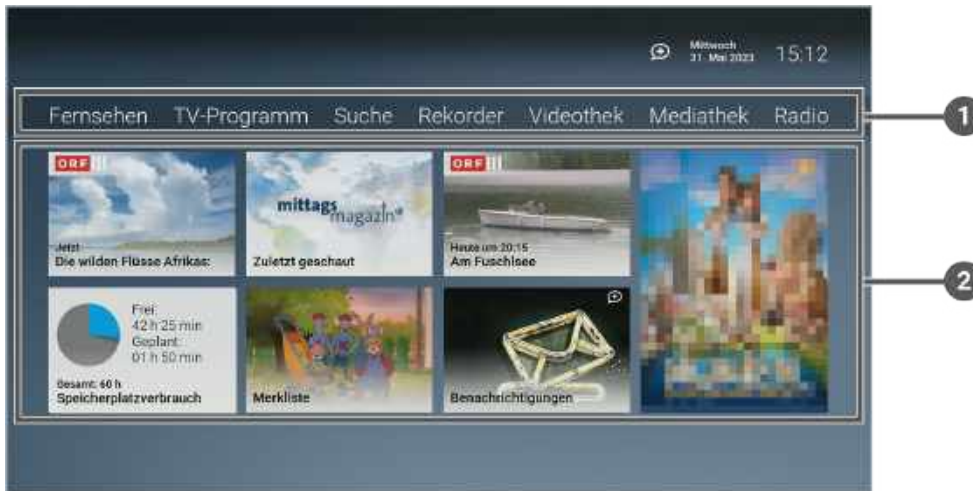 Mittwoch
31. Mai 2023
15:12
Fernsehen TV-Programm Suche Rekorder Videothek Mediathek Radio
1
ORF III
Jetzt
Die wilden Flüsse Afrikas:
mittags
magazin
Zuletzt geschaut
ORF III
Heute um 20:15
Am Fuschlsee
2
Frei:
42 h 25 min
Geplant:
01 h 50 min
Gesamt: 60 h
Speicherplatzverbrauch
Merkliste
Benachrichtigungen